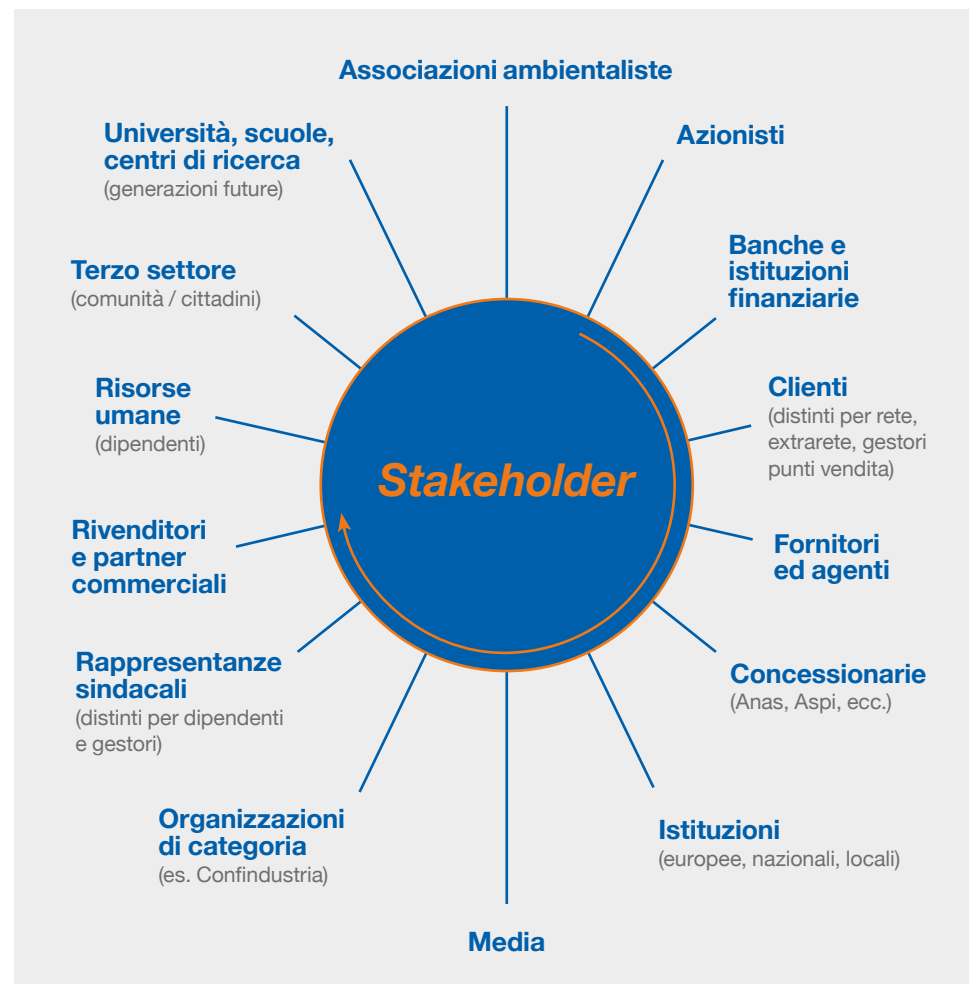 Associazioni ambientaliste
Azionisti
Banche e
istituzioni
finanziarie
Clienti
(distinti per rete,
extrarete, gestori
punti vendita)
Fornitori
ed agenti
Concessionarie
(Anas, Aspi, ecc.)
Istituzioni
(europee, nazionali, locali)
Media
Organizzazioni
di categoria
(es. Confindustria)
Rappresentanze
sindacali
(distinti per dipendenti
e gestori)
Rivenditori
e partner
commerciali
Risorse
umane
(dipendenti)
Terzo settore
(comunità / cittadini)
Università, scuole,
centri di ricerca
(generazioni future)
Stakeholder